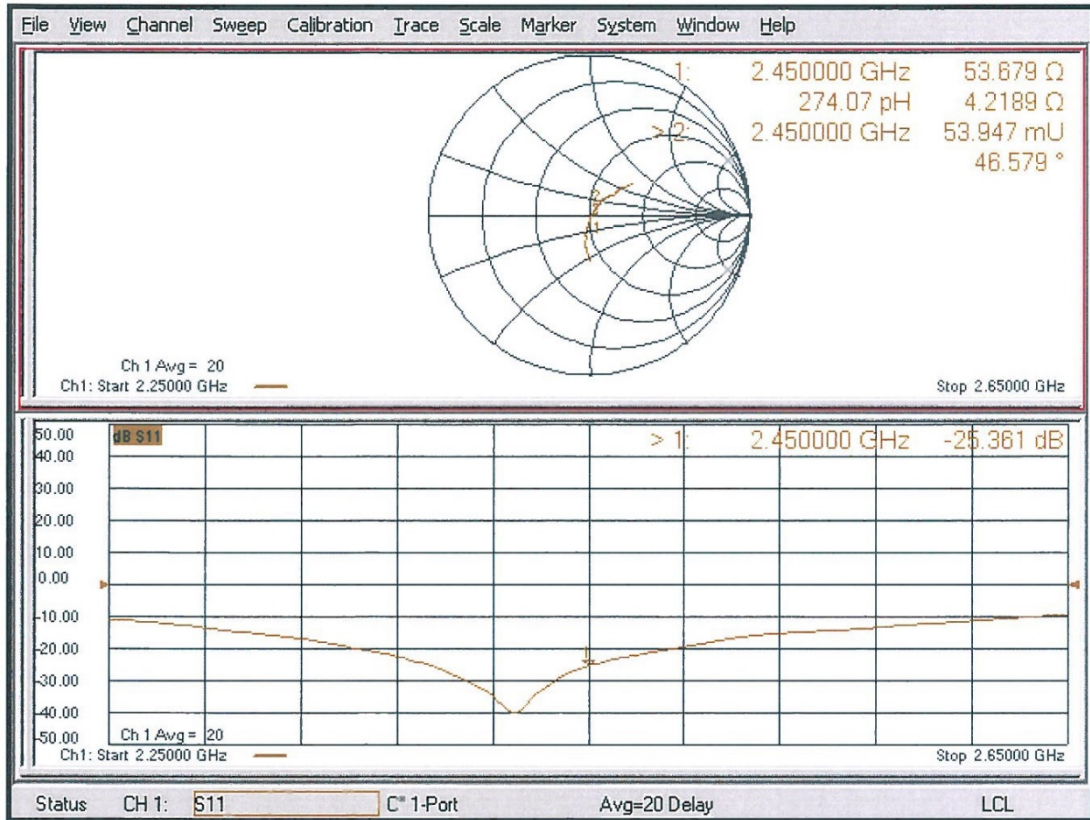 File View Channel Sweep Calibration Trace Scale Marker System Window Help
1: 2.450000 GHz 53.679 Ω
274.07 pH 4.2189 Ω
> 2: 2.450000 GHz 53.947 mU
46.579 °
2
1
Ch 1 Avg = 20
Ch1: Start 2.25000 GHz Stop 2.65000 GHz
50.00 dB S11 > 1: 2.450000 GHz -25.361 dB
40.00
30.00
20.00
10.00
0.00
-10.00
-20.00
1
-30.00
-40.00
-50.00
Ch 1 Avg = 20
Ch1: Start 2.25000 GHz Stop 2.65000 GHz
Status CH 1: S11 C* 1-Port Avg=20 Delay LCL